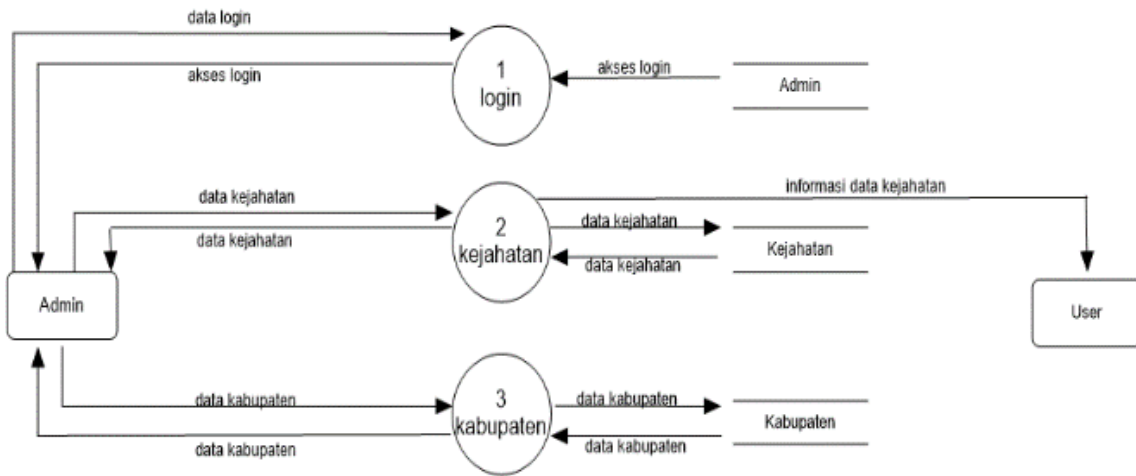 data login
akses login
1
login
akses login
Admin
data kejahatan
data kejahatan
2
kejahatan
informasi data kejahatan
data kejahatan
data kejahatan
Kejahatan
Admin
User
data kabupaten
data kabupaten
3
kabupaten
data kabupaten
data kabupaten
Kabupaten